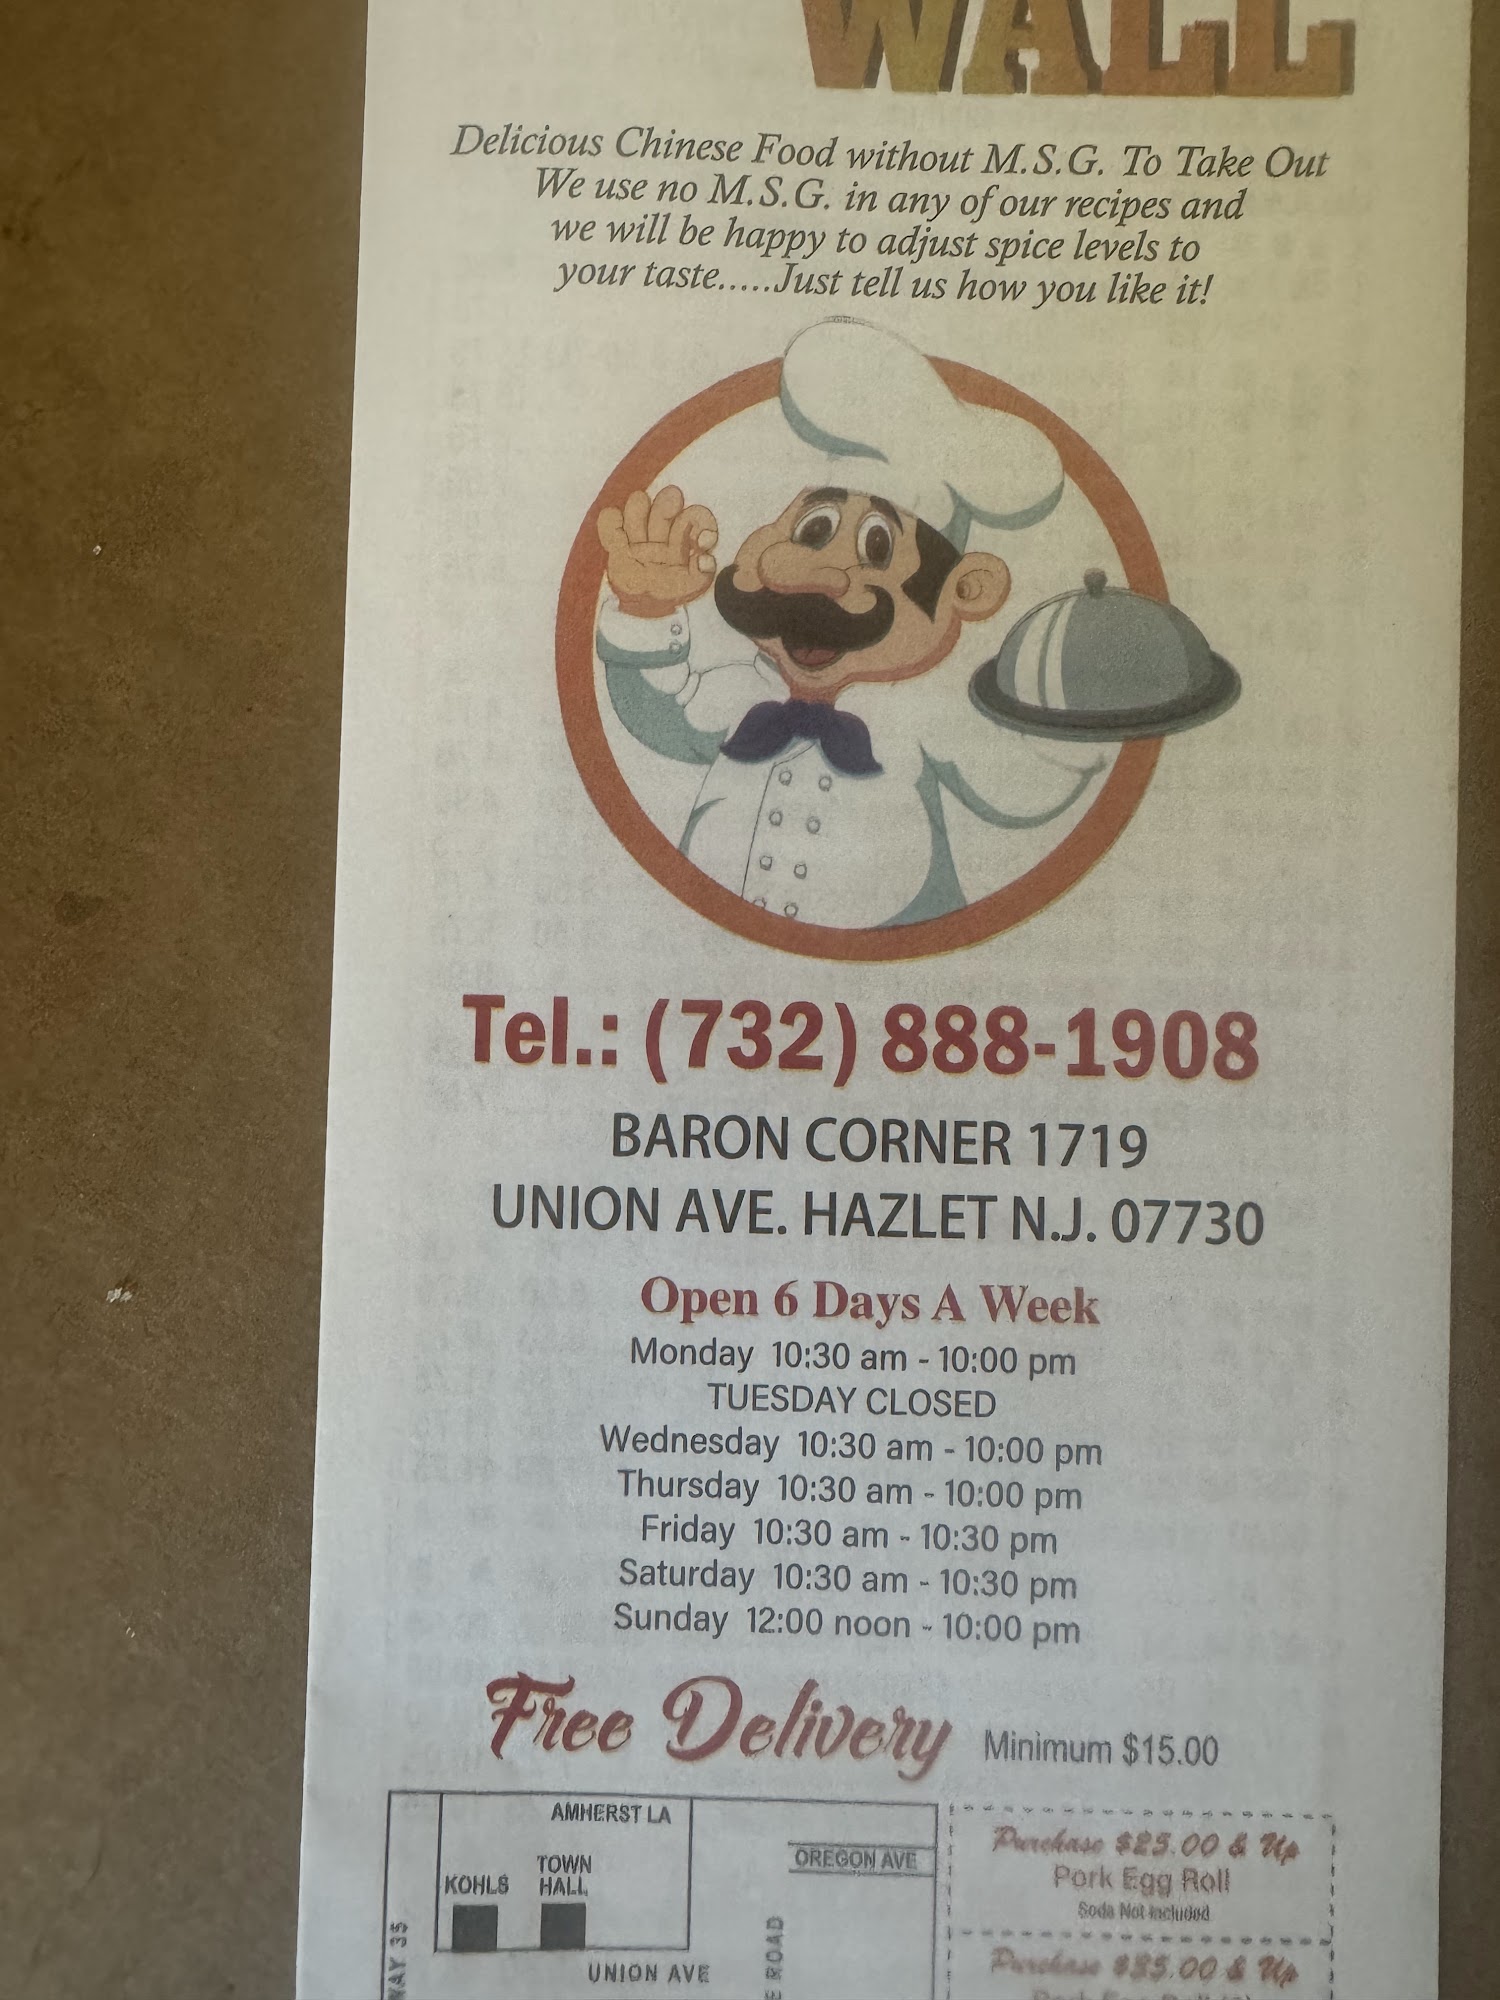 WALL
Delicious Chinese Food without M.S.G. To Take Out
We use no M.S.G. in any of our recipes and
we will be happy to adjust spice levels to
your taste.....Just tell us how you like it!
Tel.: (732) 888-1908
BARON CORNER 1719
UNION AVE. HAZLET N.J. 07730
Open 6 Days A Week
Monday 10:30 am - 10:00 pm
TUESDAY CLOSED
Wednesday 10:30 am - 10:00 pm
Thursday 10:30 am - 10:00 pm
Friday 10:30 am - 10:30 pm
Saturday 10:30 am - 10:30 pm
Sunday 12:00 noon - 10:00 pm
Free Delivery Minimum $15.00
AMHERST LA
OREGON AVE
KOHLS
TOWN
HALL
UNION AVE
ROAD
35
Purchase $25.00 & Up
Pork Egg Roll
Soda Not Included
Purchase $35.00 & Up